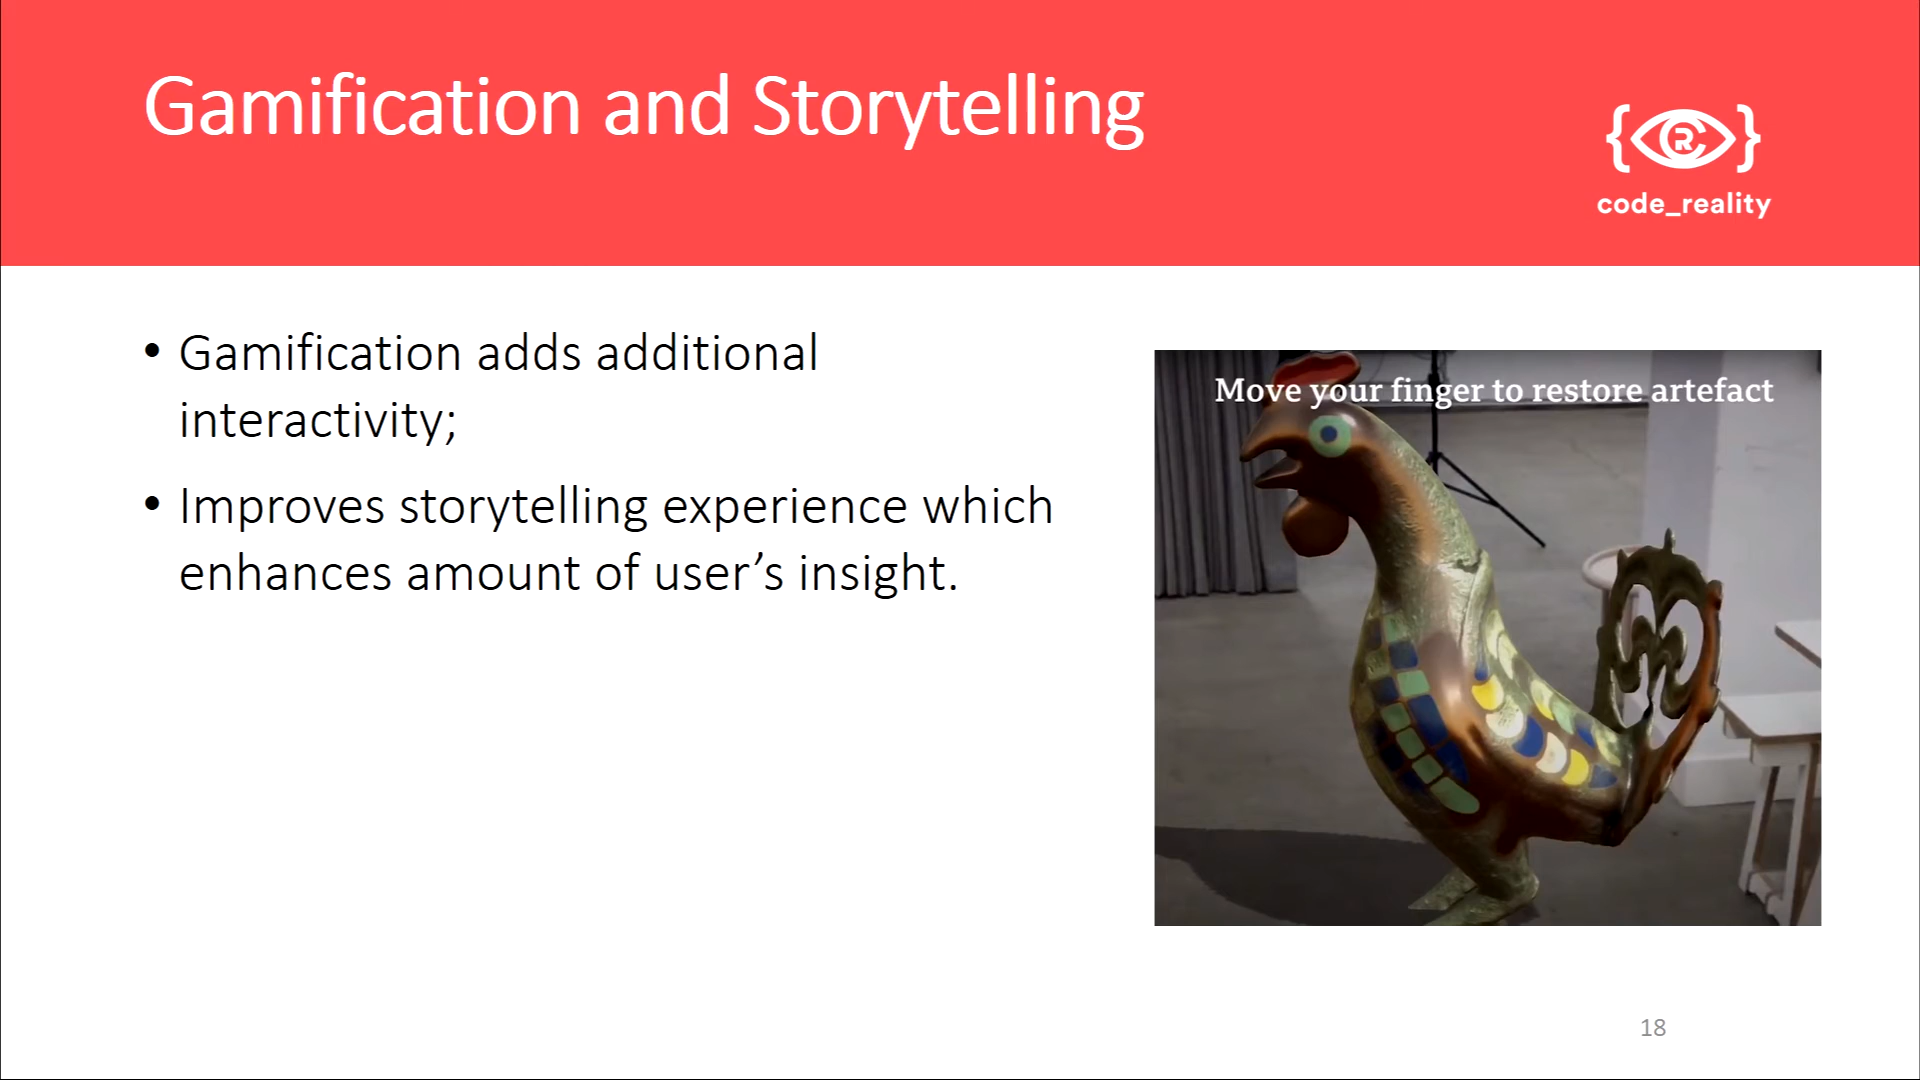 Gamification and Storytelling
{R}
code_reality
• Gamification adds additional
interactivity;
• Improves storytelling experience which
enhances amount of user’s insight.
Move your finger to restore artefact
18